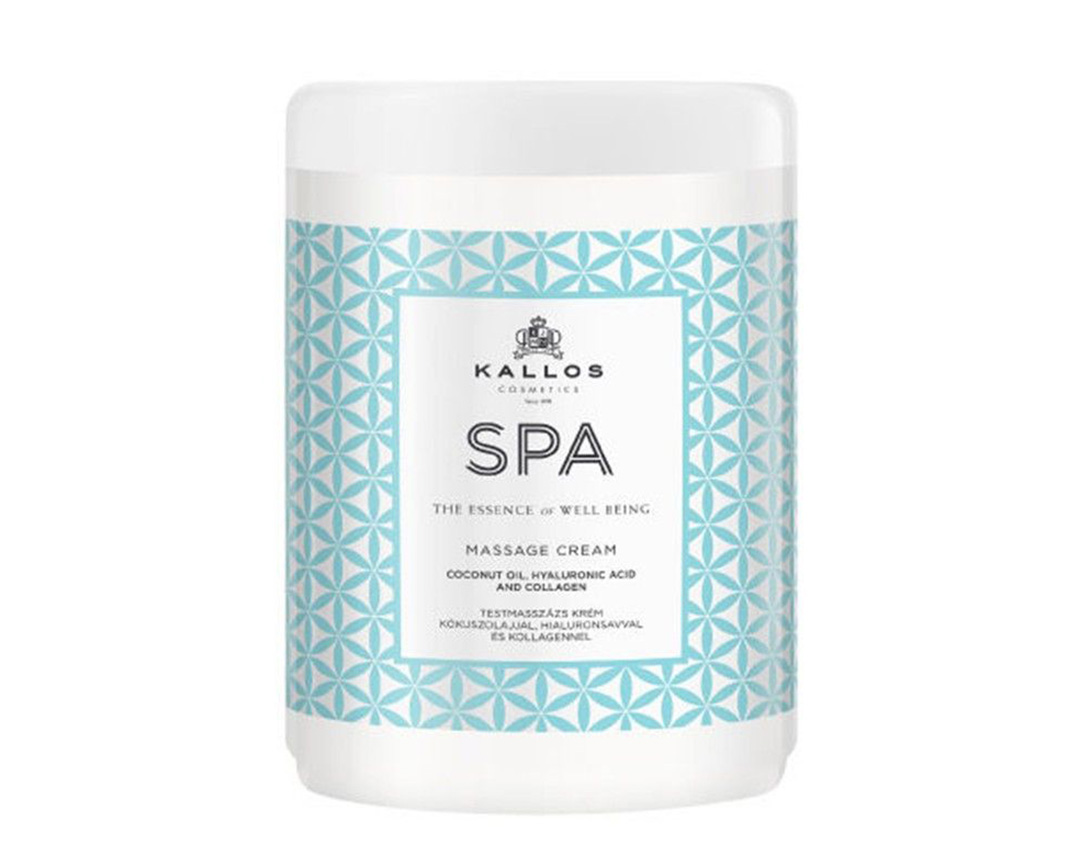 KALLOS
COSMETICS
SPA
THE ESSENCE of WELL BEING
MASSAGE CREAM
COCONUT OIL, HYALURONIC ACID
AND COLLAGEN
TESTMASSZÁZS KRÉM
KÓKUSZOLAJJAL, HIALURONSAVVAL
ÉS KOLLAGÉNNEL